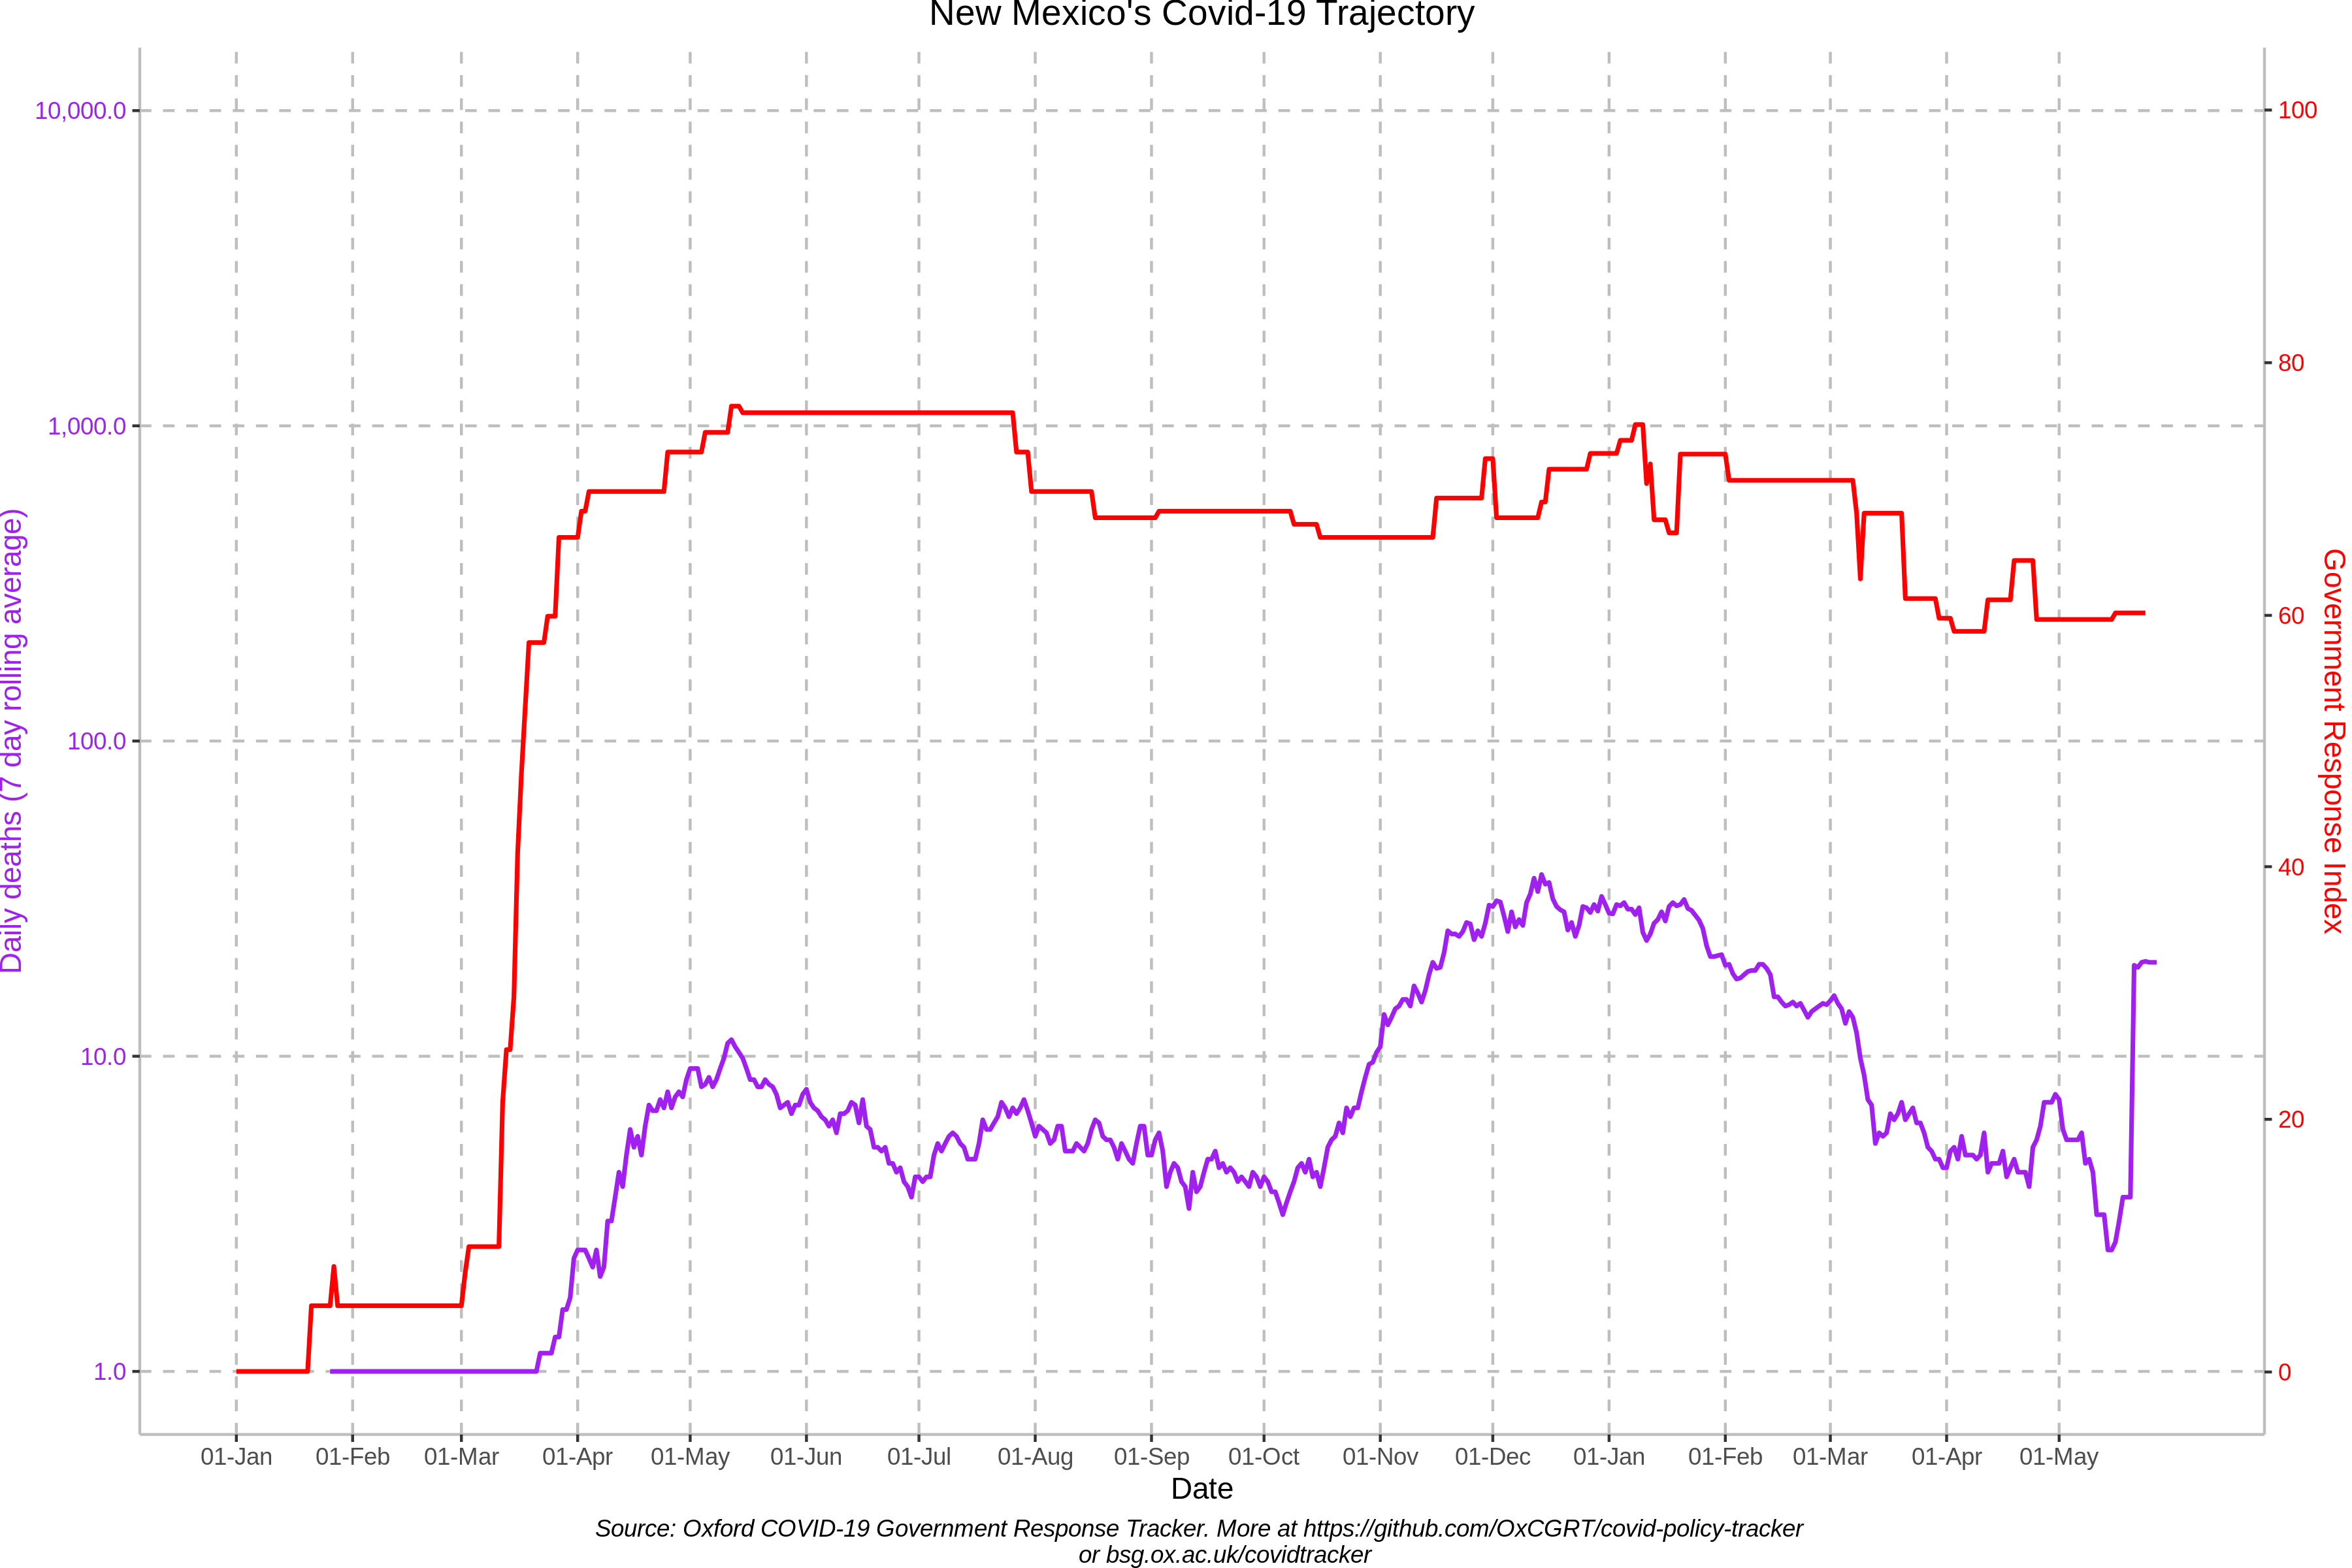 New Mexico's Covid-19 Trajectory
10,000.0
1,000.0
100.0
10.0
1.0
Daily deaths (7 day rolling average)
100
80
60
40
20
0
Government Response Index
01-Jan 01-Feb 01-Mar 01-Apr 01-May 01-Jun 01-Jul 01-Aug 01-Sep 01-Oct 01-Nov 01-Dec 01-Jan 01-Feb 01-Mar 01-Apr 01-May
Date
Source: Oxford COVID-19 Government Response Tracker. More at https://github.com/OxCGRT/covid-policy-tracker
or bsg.ox.ac.uk/covidtracker